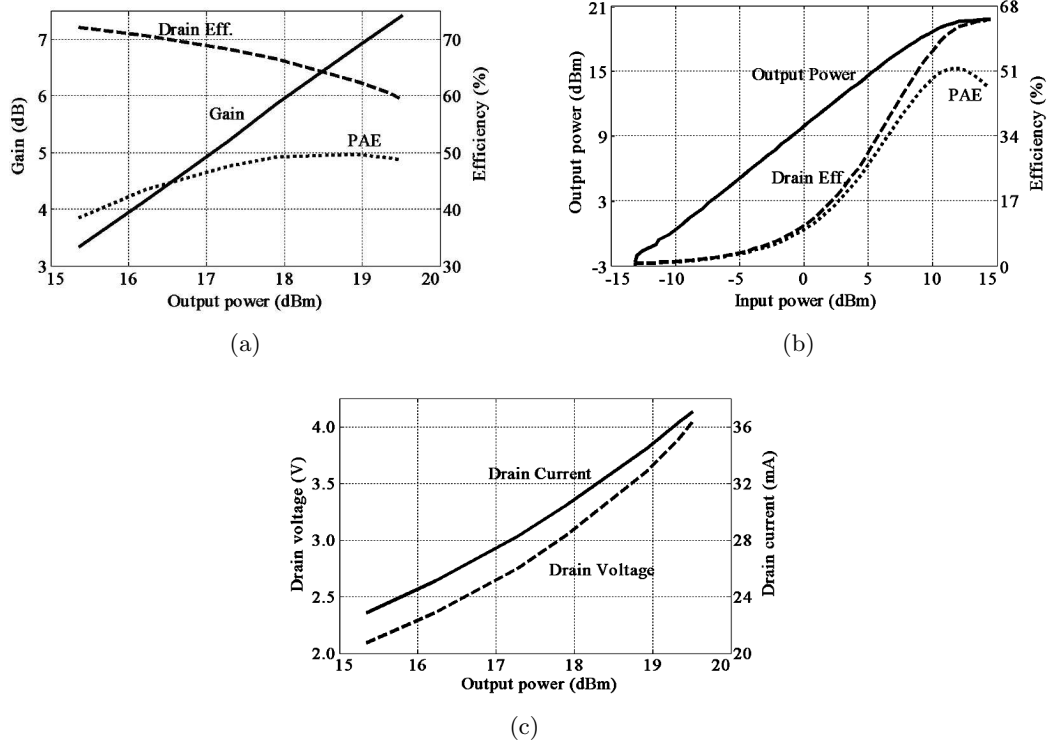 Gain (dB)
7
6
5
4
3
Drain Eff.
Gain
PAE
70
60
50
40
30
Efficiency (%)
15 16 17 18 19 20
Output power (dBm)
(a)
Output power (dBm)
21
15
9
3
-3
Output Power
PAE
Drain Eff.
68
51
34
17
0
Efficiency (%)
-15 -10 -5 0 5 10 15
Input power (dBm)
(b)
Drain voltage (V)
4.0
3.5
3.0
2.5
2.0
Drain Current
Drain Voltage
36
32
28
24
20
Drain current (mA)
15 16 17 18 19 20
Output power (dBm)
(c)